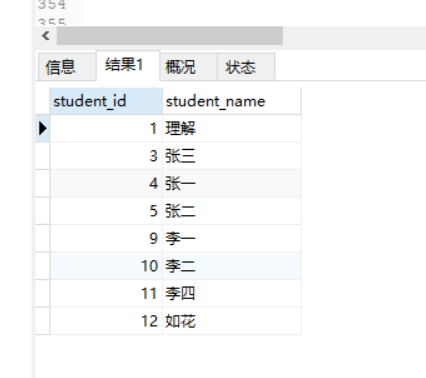 354
355
信息 结果1 概况 状态
student_id student_name
1 理解
3 张三
4 张一
5 张二
9 李一
10 李二
11 李四
12 如花